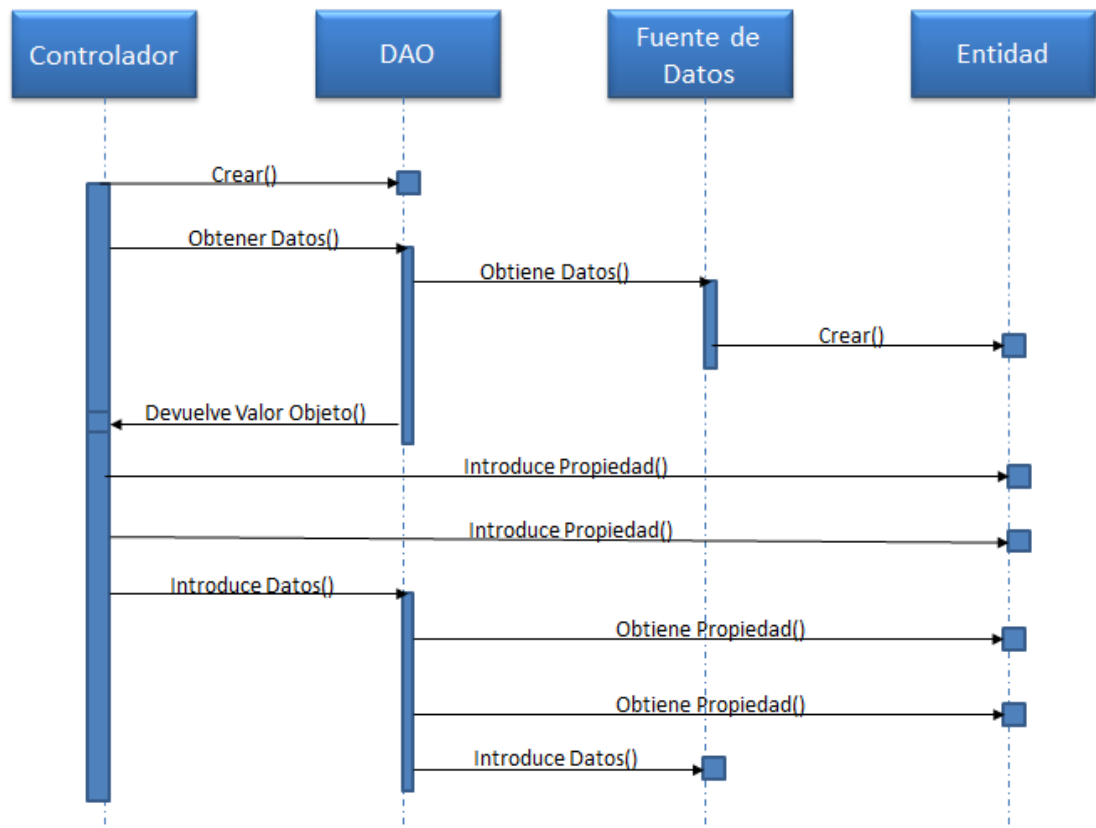 Controlador
DAO
Fuente de
Datos
Entidad
Crear()
Obtener Datos()
Obtiene Datos()
Crear()
Devuelve Valor Objeto()
Introduce Propiedad()
Introduce Propiedad()
Introduce Datos()
Obtiene Propiedad()
Obtiene Propiedad()
Introduce Datos()